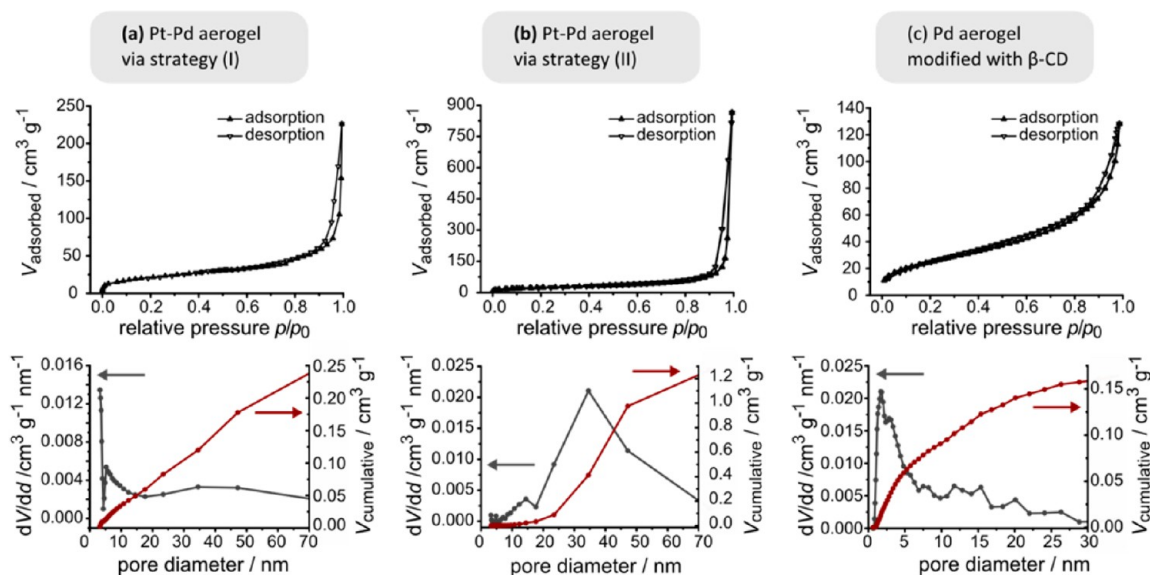 (a) Pt-Pd aerogel
via strategy (I)
(b) Pt-Pd aerogel
via strategy (II)
(c) Pd aerogel
modified with β-CD
V adsorbed / cm³ g⁻¹
250
200
150
100
50
0
adsorption
desorption
0.0 0.2 0.4 0.6 0.8 1.0
relative pressure p/p₀
V adsorbed / cm³ g⁻¹
900
750
600
450
300
150
0
adsorption
desorption
0.0 0.2 0.4 0.6 0.8 1.0
relative pressure p/p₀
V adsorbed / cm³ g⁻¹
140
120
100
80
60
40
20
0
adsorption
desorption
0.0 0.2 0.4 0.6 0.8 1.0
relative pressure p/p₀
dV/dd /cm³ g⁻¹ nm⁻¹
0.016
0.012
0.008
0.004
0.000
0.25
0.20
0.15
0.10
0.05
0.00
V cumulative / cm³ g⁻¹
0 10 20 30 40 50 60 70
pore diameter / nm
dV/dd /cm³ g⁻¹ nm⁻¹
0.025
0.020
0.015
0.010
0.005
0.000
1.2
1.0
0.8
0.6
0.4
0.2
0.0
V cumulative / cm³ g⁻¹
0 10 20 30 40 50 60 70
pore diameter / nm
dV/dd /cm³ g⁻¹ nm⁻¹
0.025
0.020
0.015
0.010
0.005
0.000
0.15
0.10
0.05
0.00
V cumulative / cm³ g⁻¹
0 5 10 15 20 25 30
pore diameter / nm